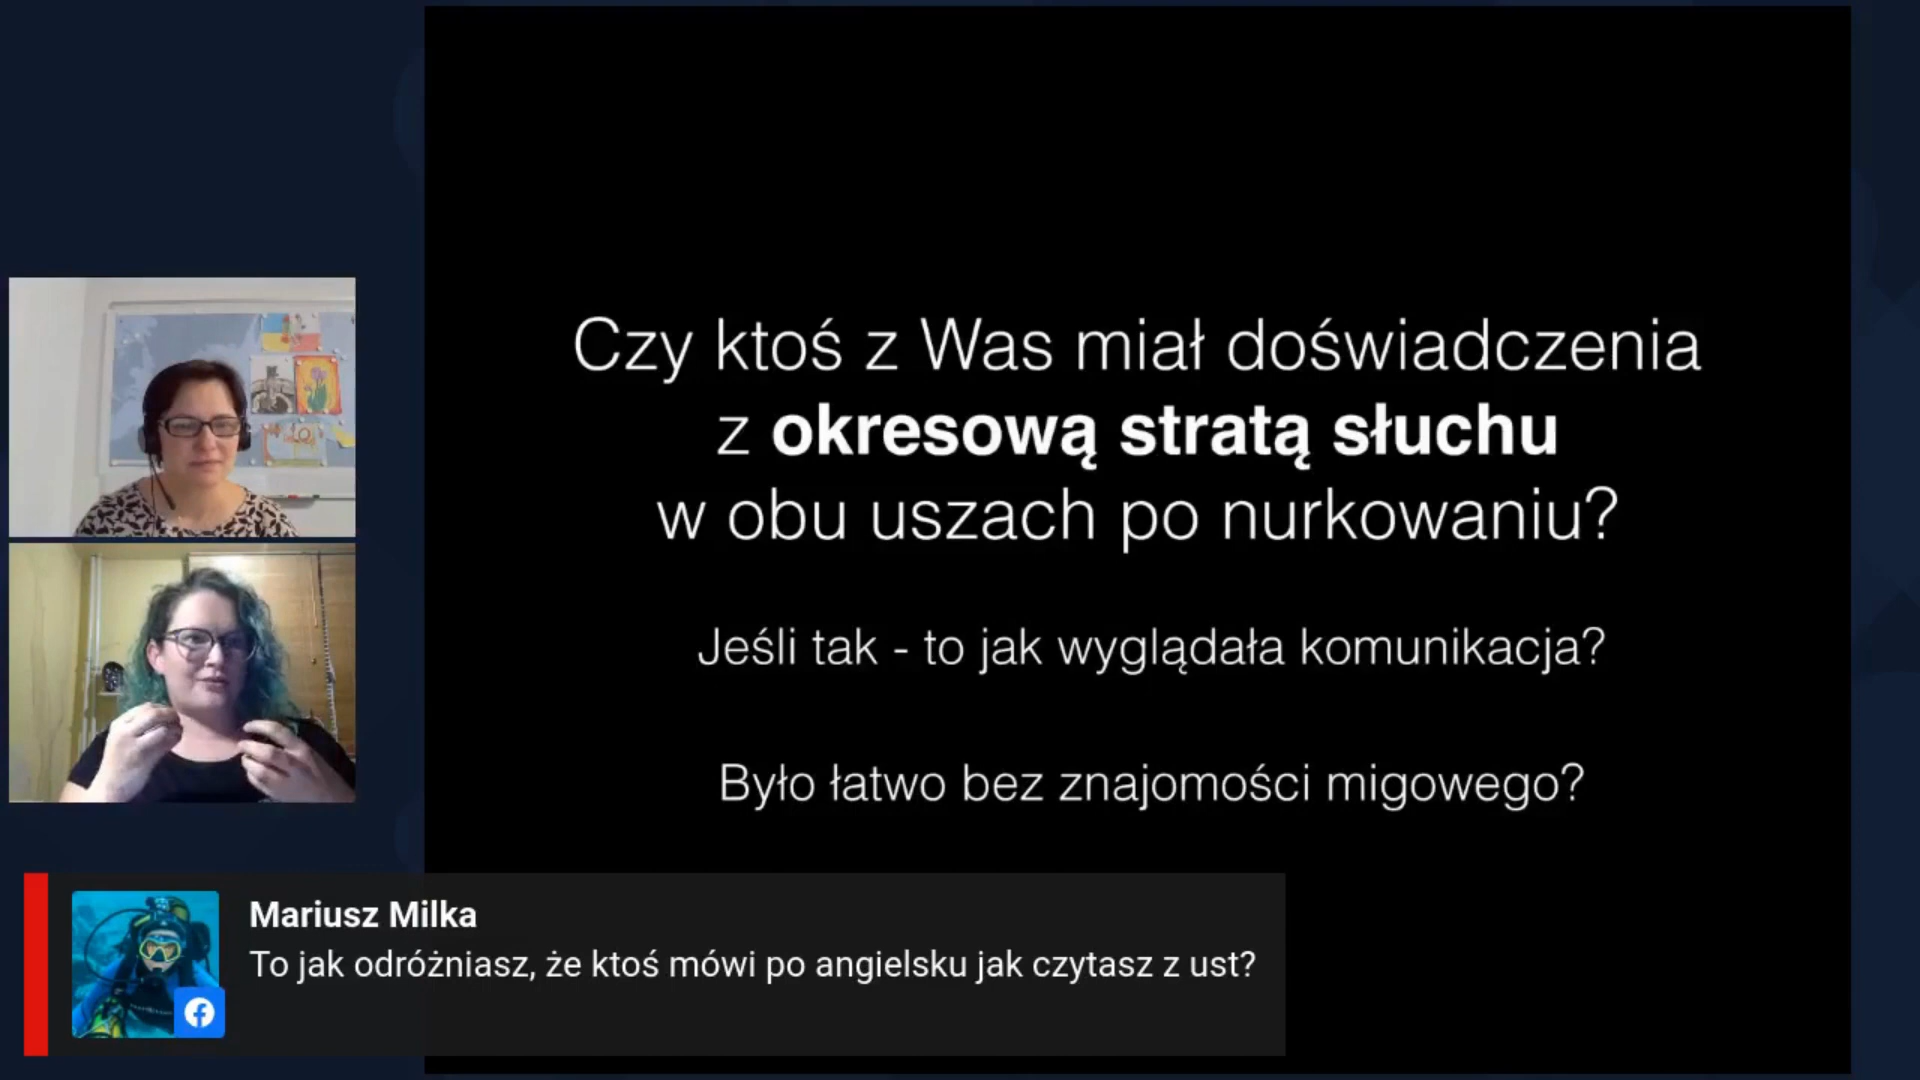 Czy ktoś z Was miał doświadczenia
z okresową stratą słuchu
w obu uszach po nurkowaniu?
Jeśli tak - to jak wyglądała komunikacja?
Było łatwo bez znajomości migowego?
Mariusz Milka
To jak odróżniasz, że ktoś mówi po angielsku jak czytasz z ust?